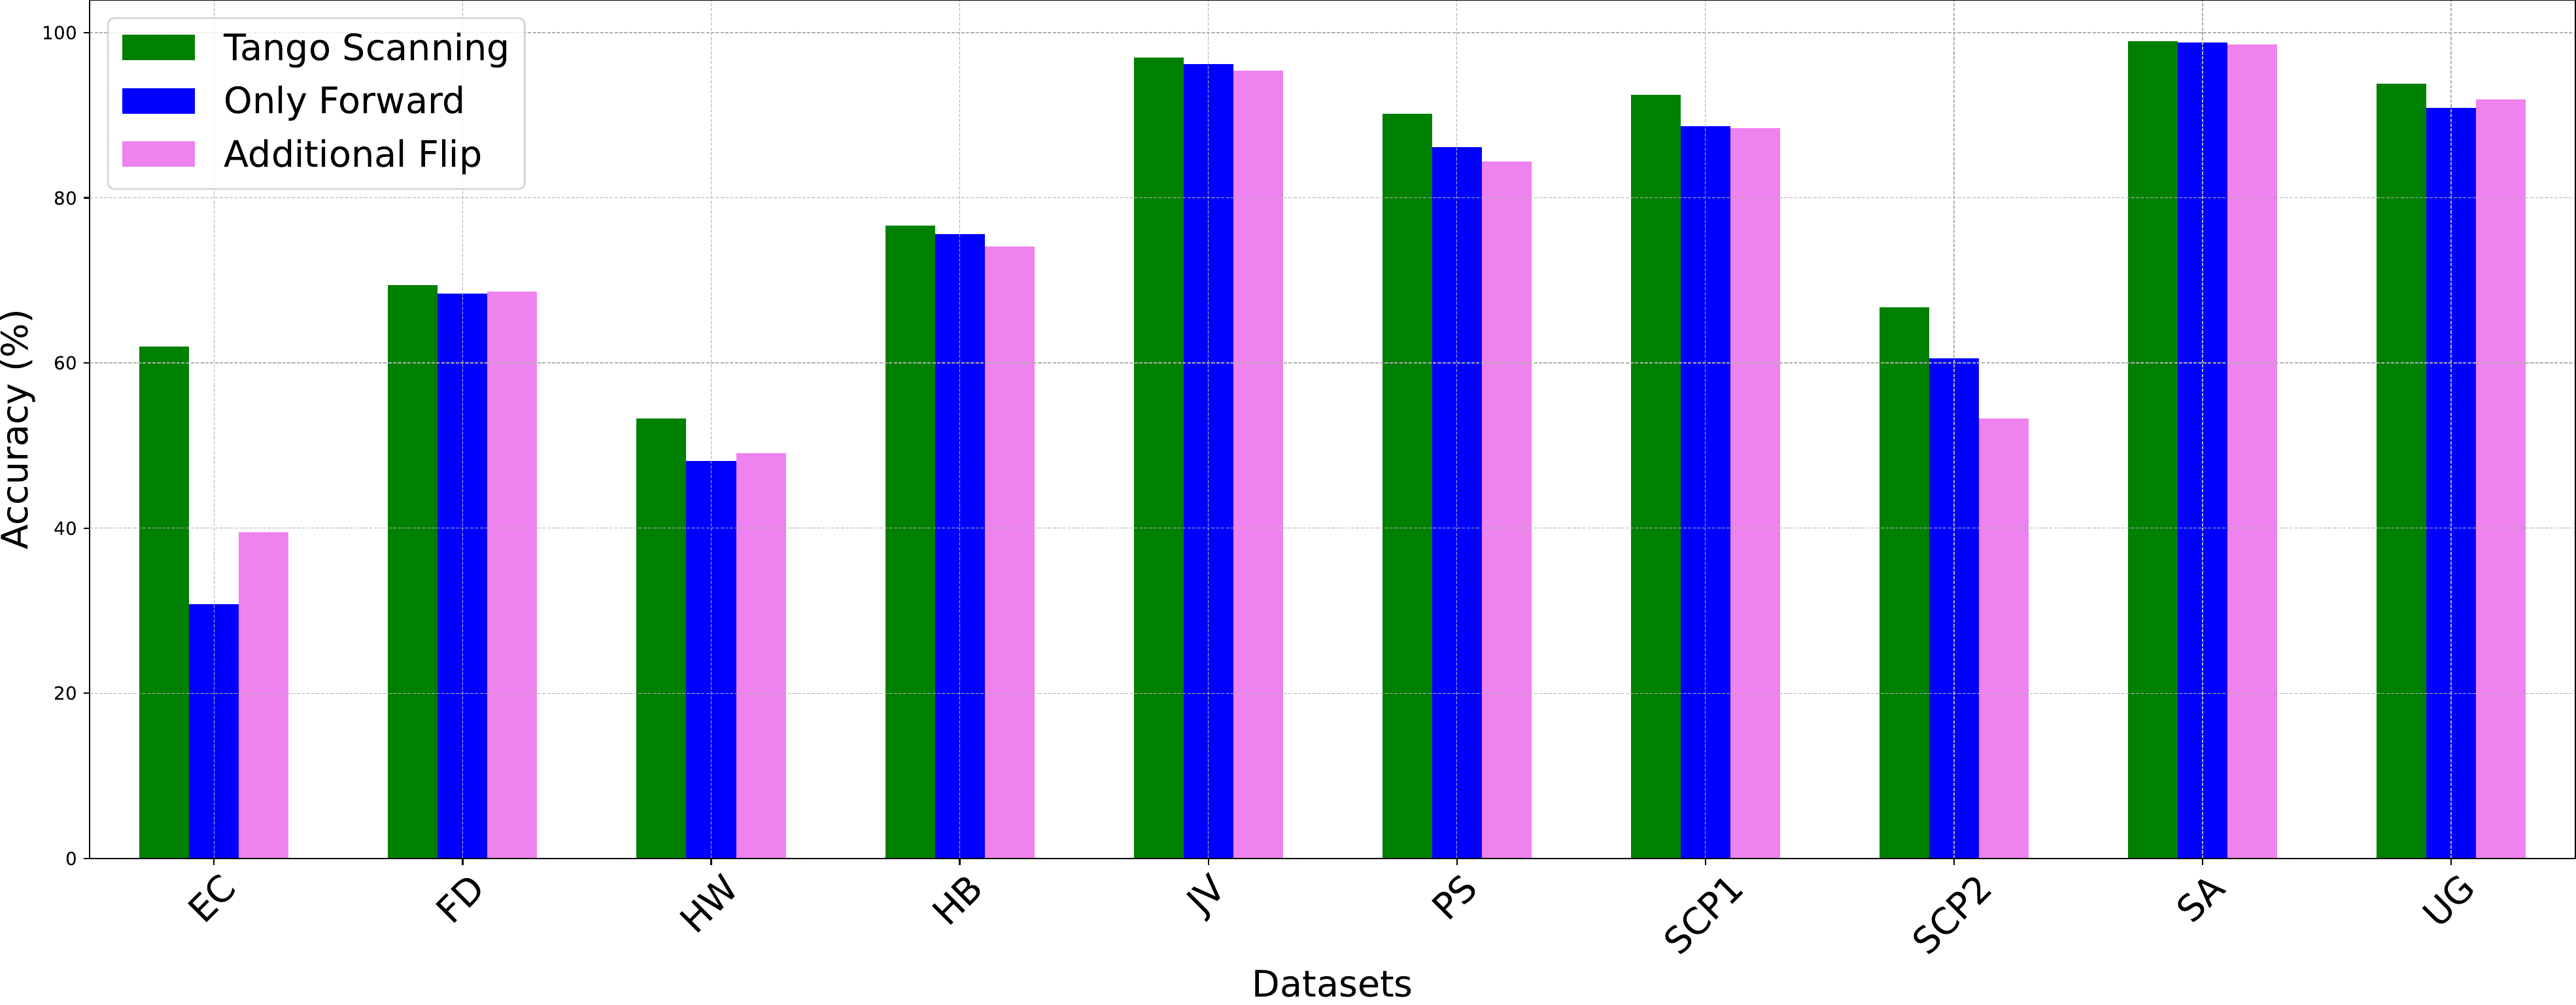 Tango Scanning
Only Forward
Additional Flip
Accuracy (%)
100
80
60
40
20
0
EC FD HW HB JV PS SCP1 SCP2 SA UG
Datasets